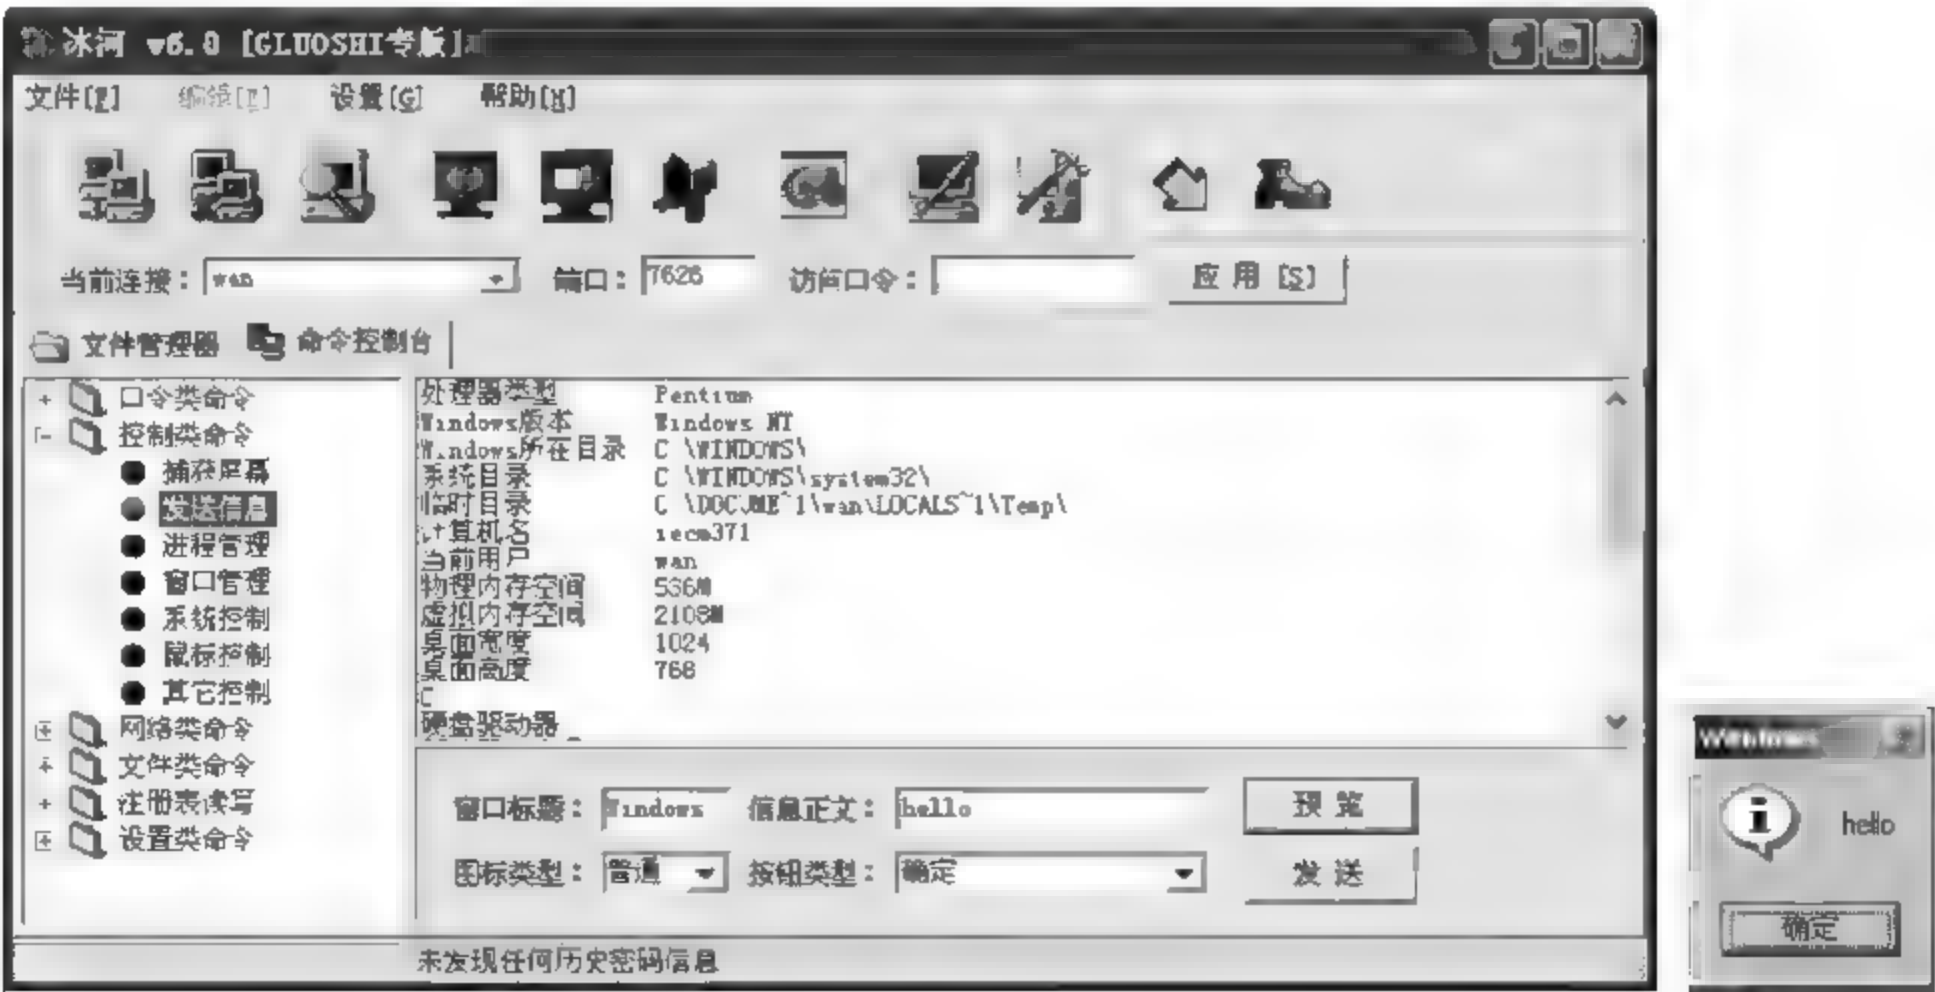 冰河 v6.0 [GLUOSHI专版]
文件[F] 编辑[E] 设置[G] 帮助[H]
当前连接： wan 端口： 7626 访问口令： 应用 [S]
文件管理器 命令控制台
口令类命令
控制类命令
捕获屏幕
发送信息
进程管理
窗口管理
系统控制
鼠标控制
其它控制
网络类命令
文件类命令
注册表读写
设置类命令
处理器类型 Pentium
Windows版本 Windows NT
Windows所在目录 C \WINDOWS\
系统目录 C \WINDOWS\system32\
临时目录 C \DOCUME~1\wan\LOCALS~1\Temp\
计算机名 iecm371
当前用户 wan
物理内存空间 536M
虚拟内存空间 2108M
桌面宽度 1024
桌面高度 768
C
硬盘驱动器
窗口标题： Windows 信息正文： hello 预览
图标类型： 普通 按钮类型： 确定 发送
未发现任何历史密码信息
Windows
hello
确定